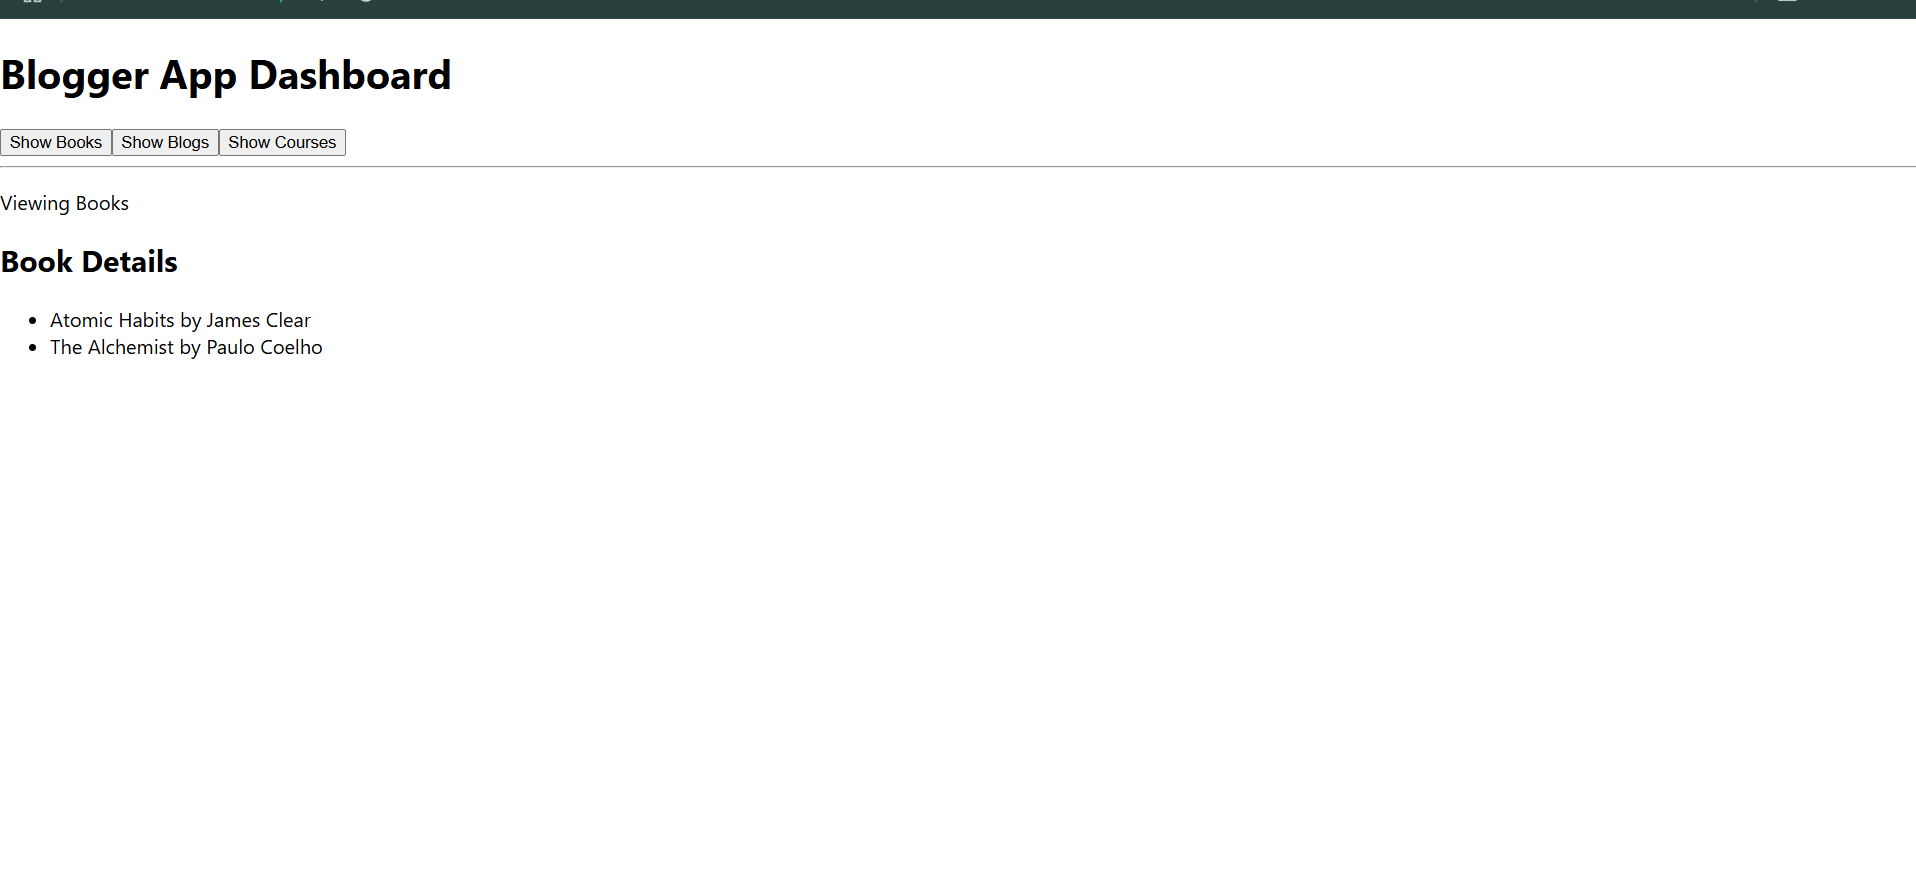 Blogger App Dashboard
Show Books Show Blogs Show Courses
Viewing Books
Book Details
Atomic Habits by James Clear
The Alchemist by Paulo Coelho